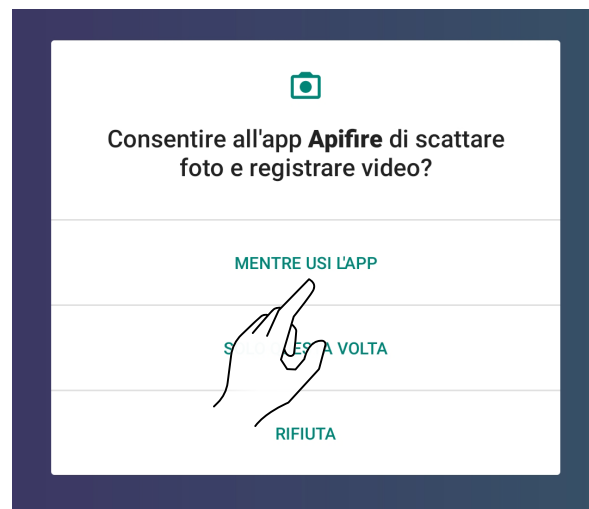 Consentire all'app Apifire di scattare
foto e registrare video?
MENTRE USI L'APP
VOLTA
RIFIUTA